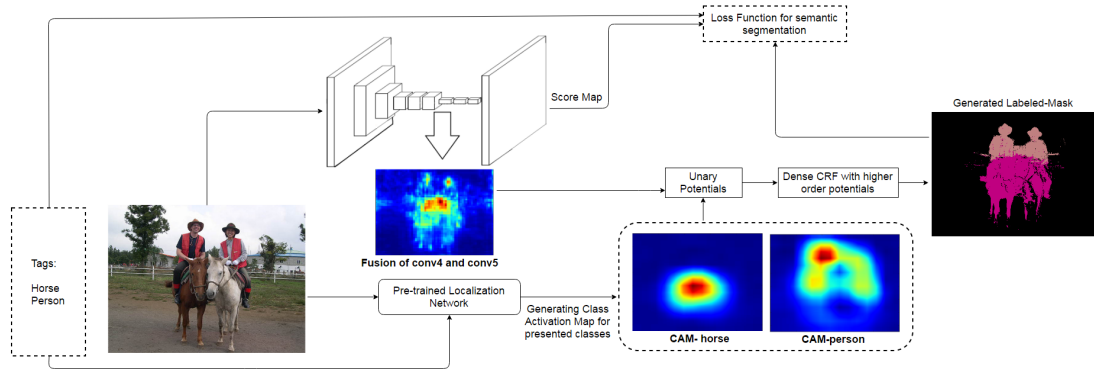 Loss Function for semantic
segmentation
Score Map
Generated Labeled-Mask
Unary
Potentials
Dense CRF with higher
order potentials
Tags:
Horse
Person
Fusion of conv4 and conv5
Pre-trained Localization
Network
Generating Class
Activation Map for
presented classes
CAM- horse
CAM-person